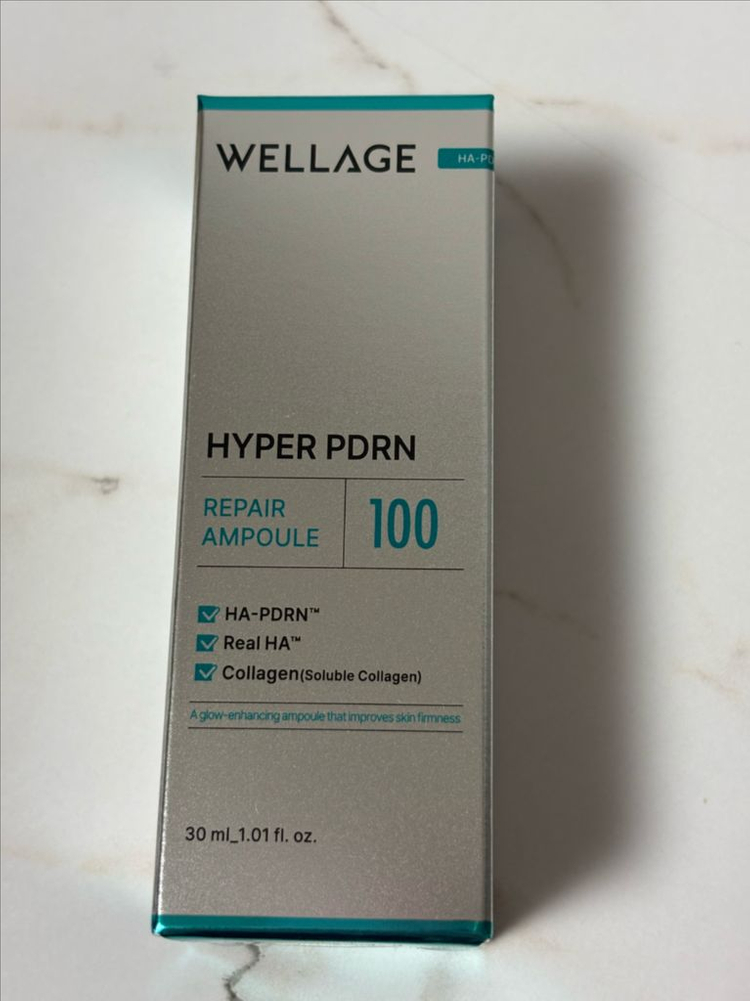 WELLAGE
HYPER PDRN
REPAIR
AMPOULE
100
HA-PDRN™
Real HA™
Collagen(Soluble Collagen)
A glow-enhancing ampoule that improves skin firmness
30 ml_1.01 fl. oz.